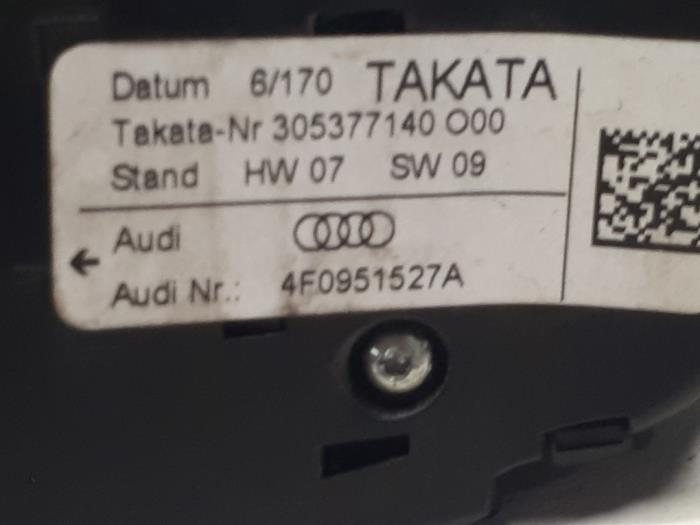 Datum 6/170 TAKATA
Takata-Nr 305377140 O00
Stand HW 07 SW 09
Audi
Audi Nr.: 4F0951527A